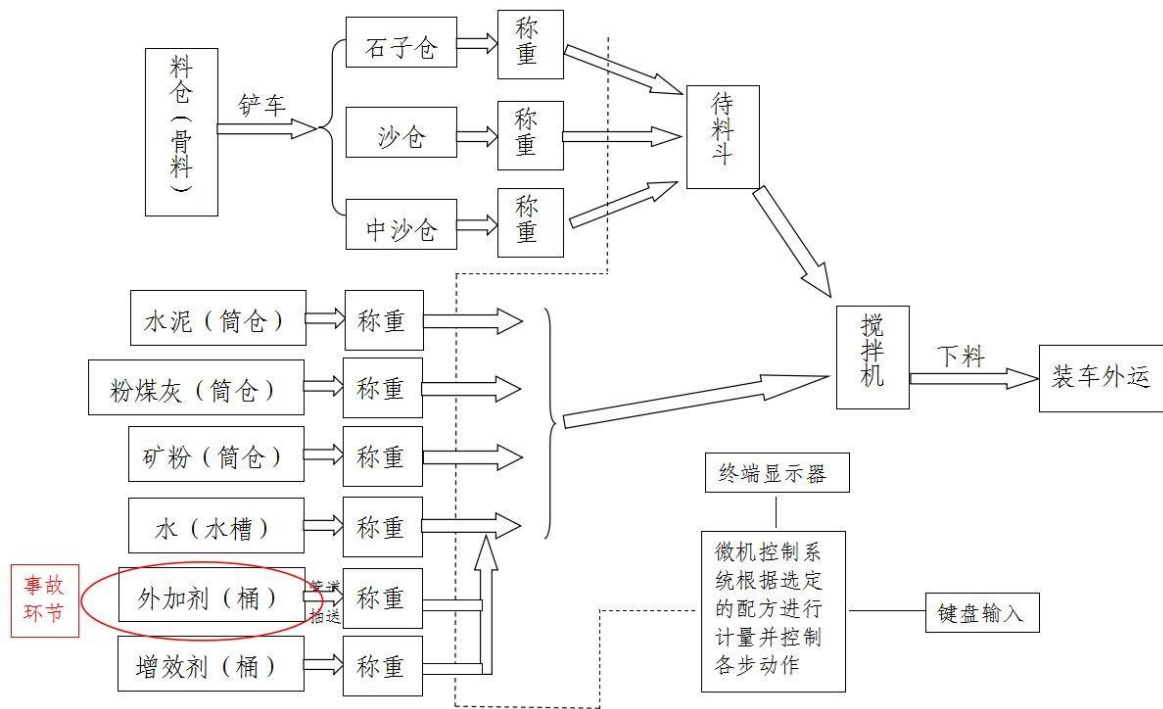 料仓（骨料）
铲车
石子仓
称重
沙仓
称重
中沙仓
称重
待料斗
水泥（筒仓）
称重
粉煤灰（筒仓）
称重
矿粉（筒仓）
称重
水（水槽）
称重
事故
环节
外加剂（桶）
管道
称重
增效剂（桶）
称重
搅拌机
下料
装车外运
终端显示器
微机控制系
统根据选定
的配方进行
计量并控制
各步动作
键盘输入